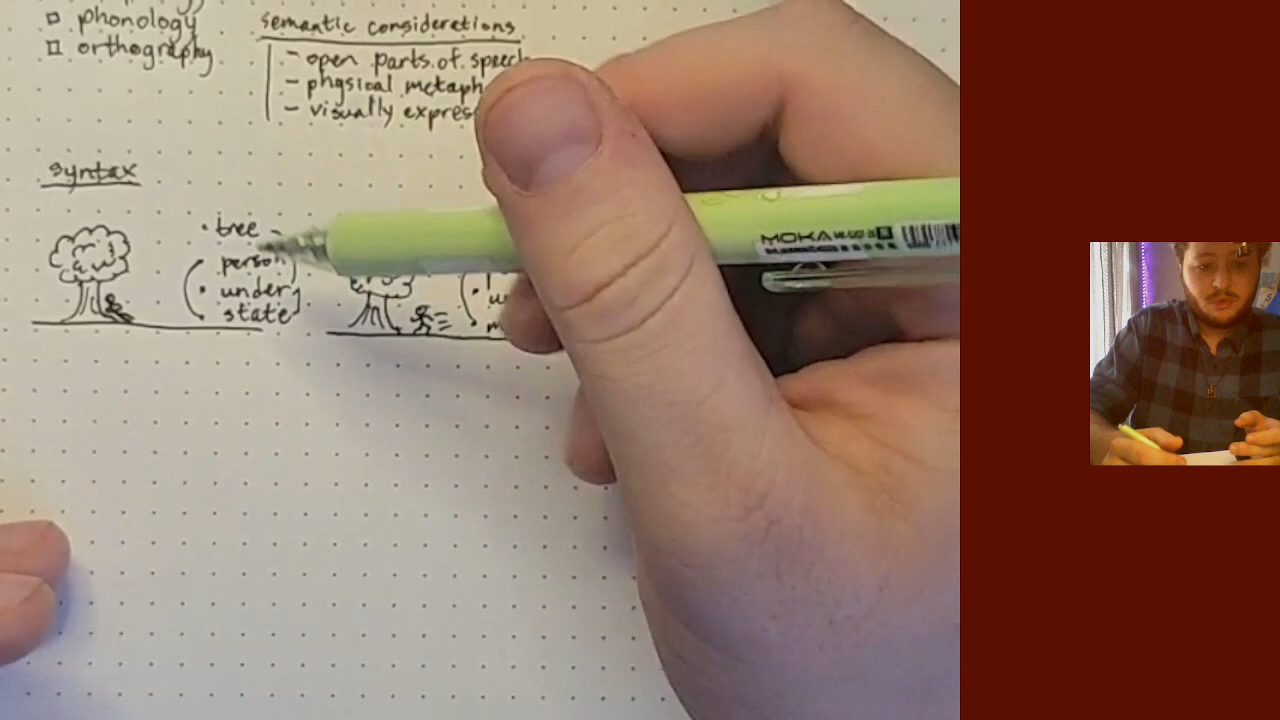 phonology
orthography
semantic considerations
- open parts of speech
- physical metaph
- visually expres
syntax
• tree
person
• under
state
MOKA